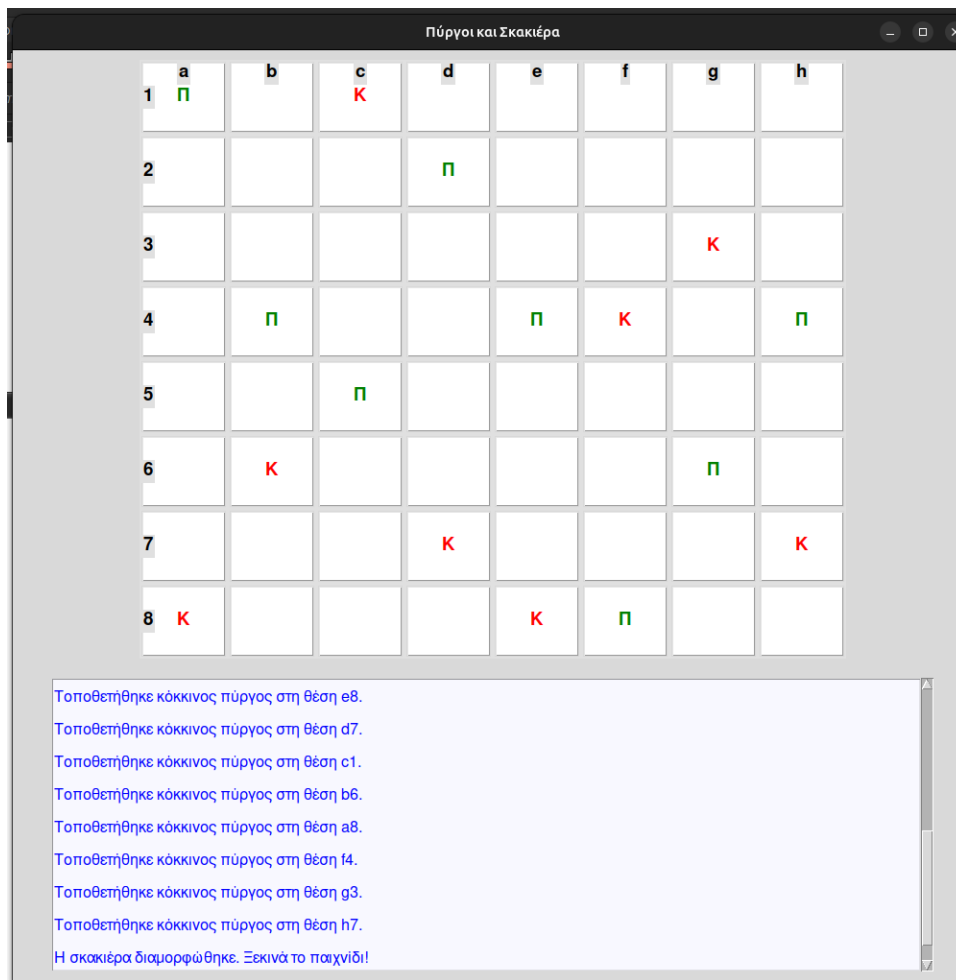 Πύργοι και Σκακιέρα
a b c d e f g h
1 Π Κ
2 Π
3 Κ
4 Π Π Κ Π
5 Π
6 Κ Π
7 Κ Κ
8 Κ Κ Π
Τοποθετήθηκε κόκκινος πύργος στη θέση e8.
Τοποθετήθηκε κόκκινος πύργος στη θέση d7.
Τοποθετήθηκε κόκκινος πύργος στη θέση c1.
Τοποθετήθηκε κόκκινος πύργος στη θέση b6.
Τοποθετήθηκε κόκκινος πύργος στη θέση a8.
Τοποθετήθηκε κόκκινος πύργος στη θέση f4.
Τοποθετήθηκε κόκκινος πύργος στη θέση g3.
Τοποθετήθηκε κόκκινος πύργος στη θέση h7.
Η σκακιέρα διαμορφώθηκε. Ξεκινά το παιχνίδι!